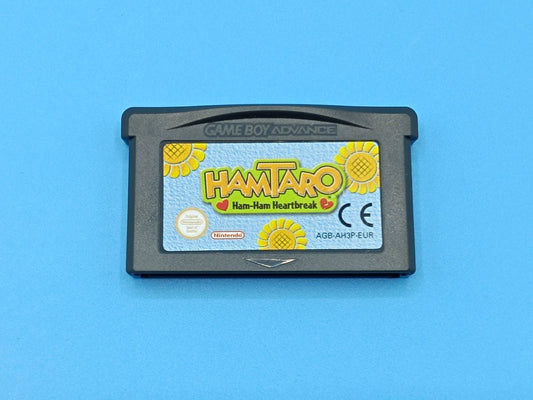 GAME BOY ADVANCE
HAMTARO
Ham-Ham Heartbreak
CE
Nintendo
AGB-AH3P-EUR